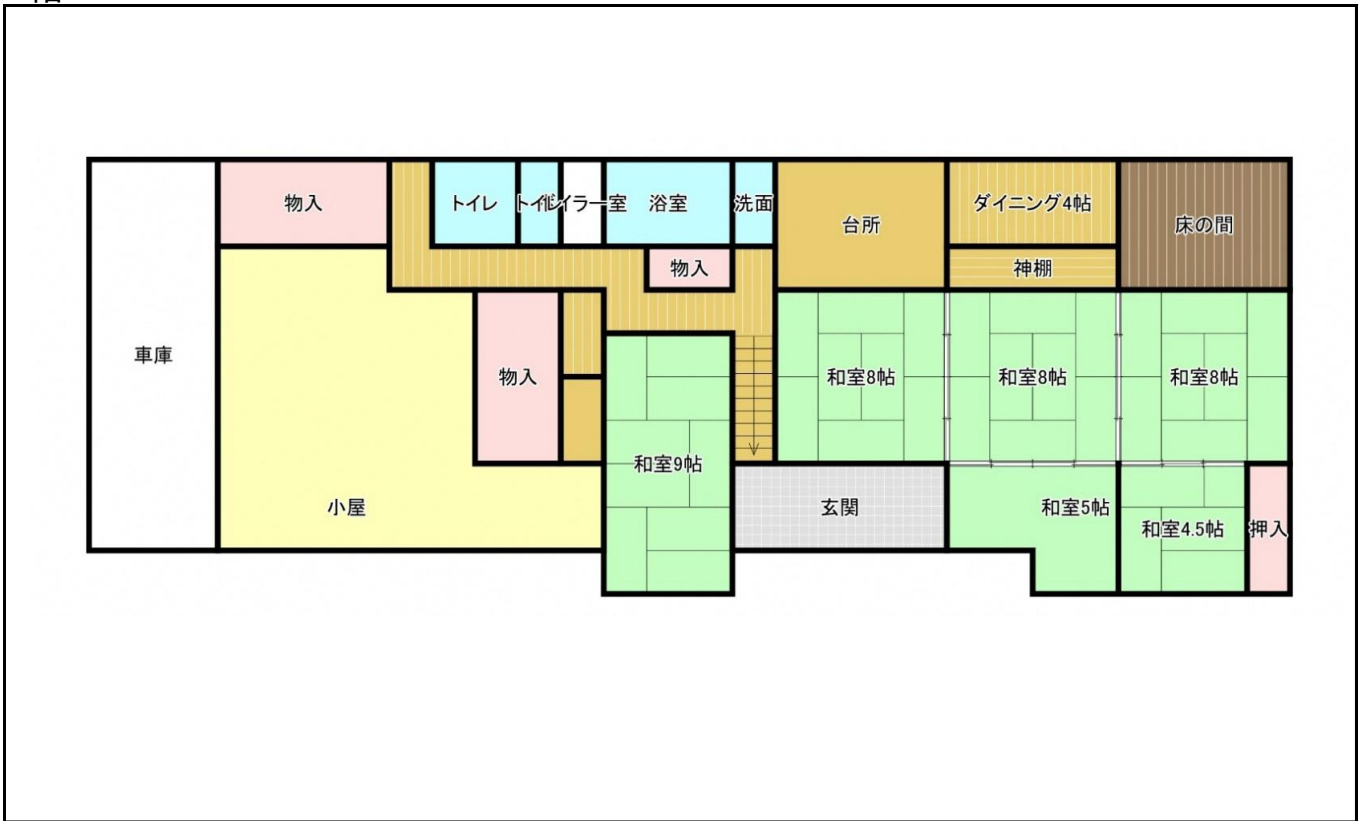 物入
トイレ
トイレ
ボイラー室
浴室
洗面
台所
ダイニング4帖
床の間
物入
神棚
車庫
物入
和室8帖
和室8帖
和室8帖
和室9帖
小屋
玄関
和室5帖
和室4.5帖
押入